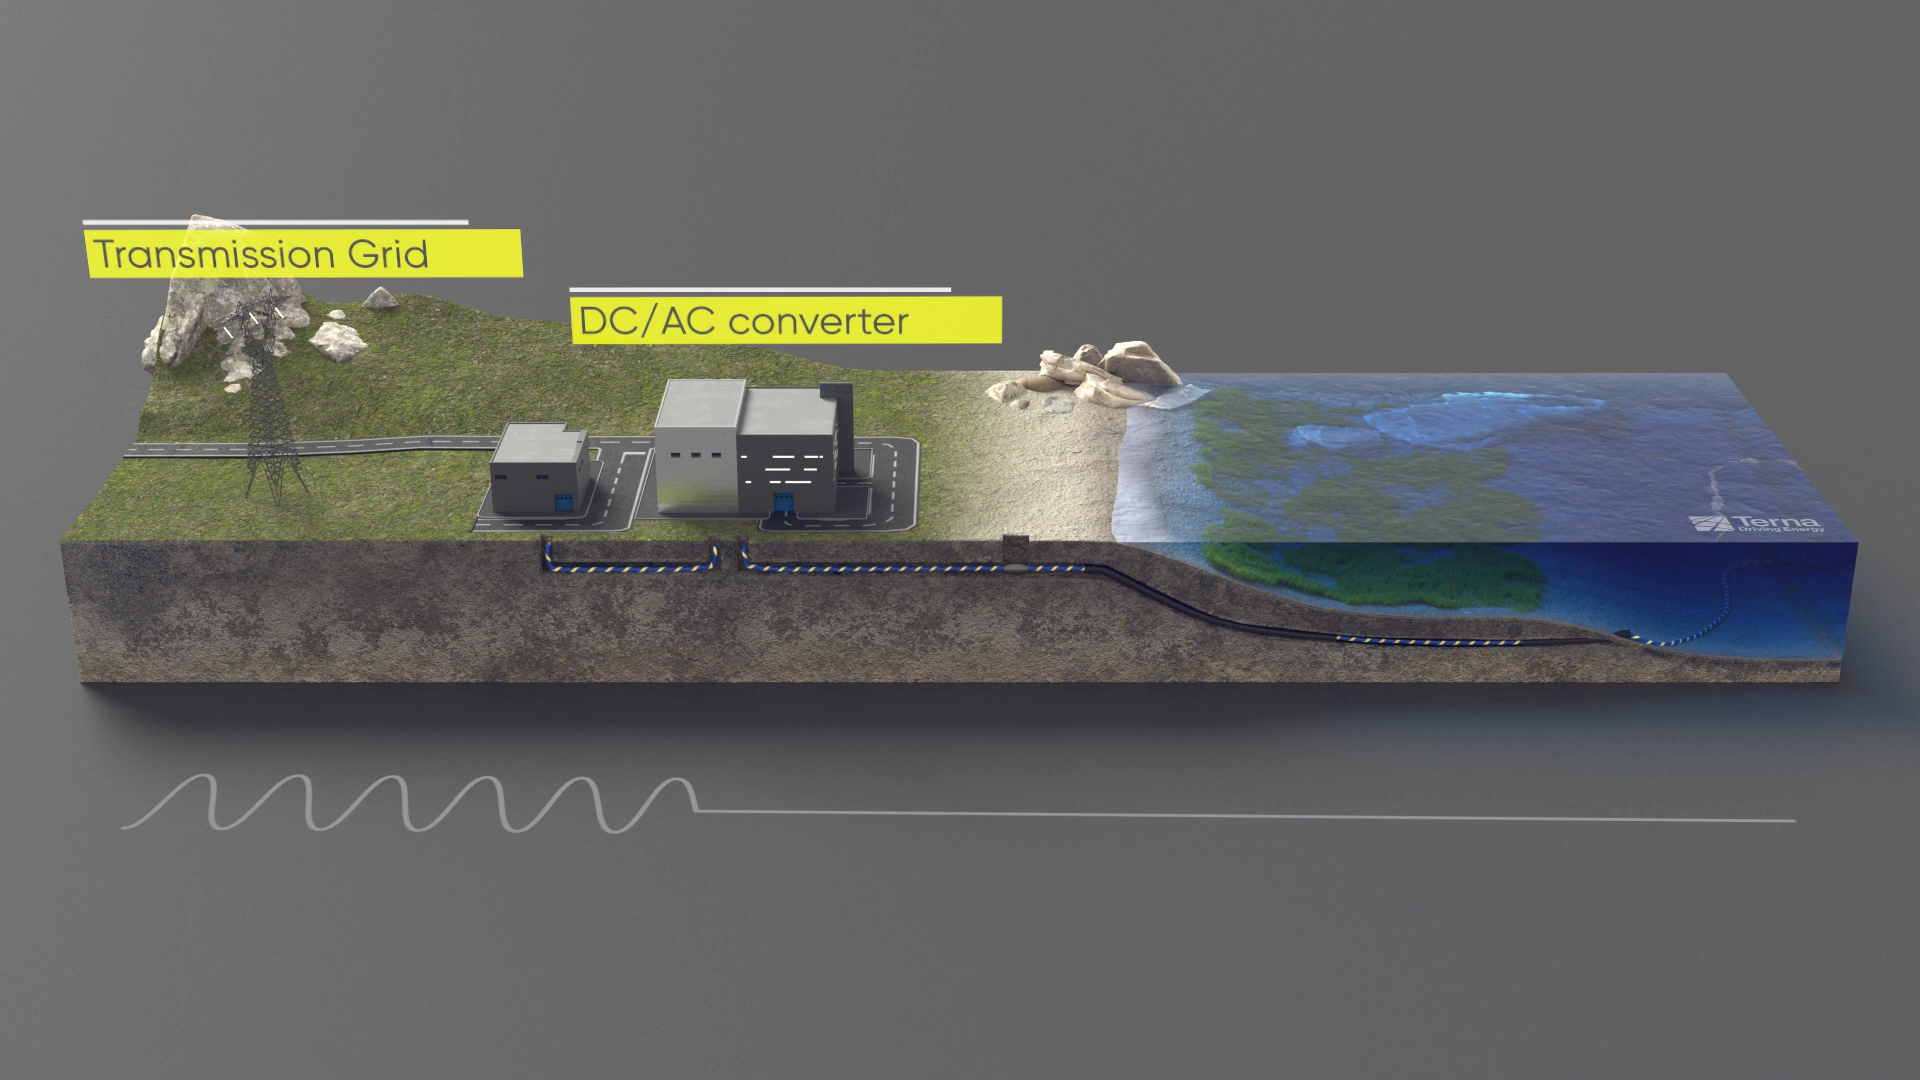 Transmission Grid
DC/AC converter
Terna
Driving Energy